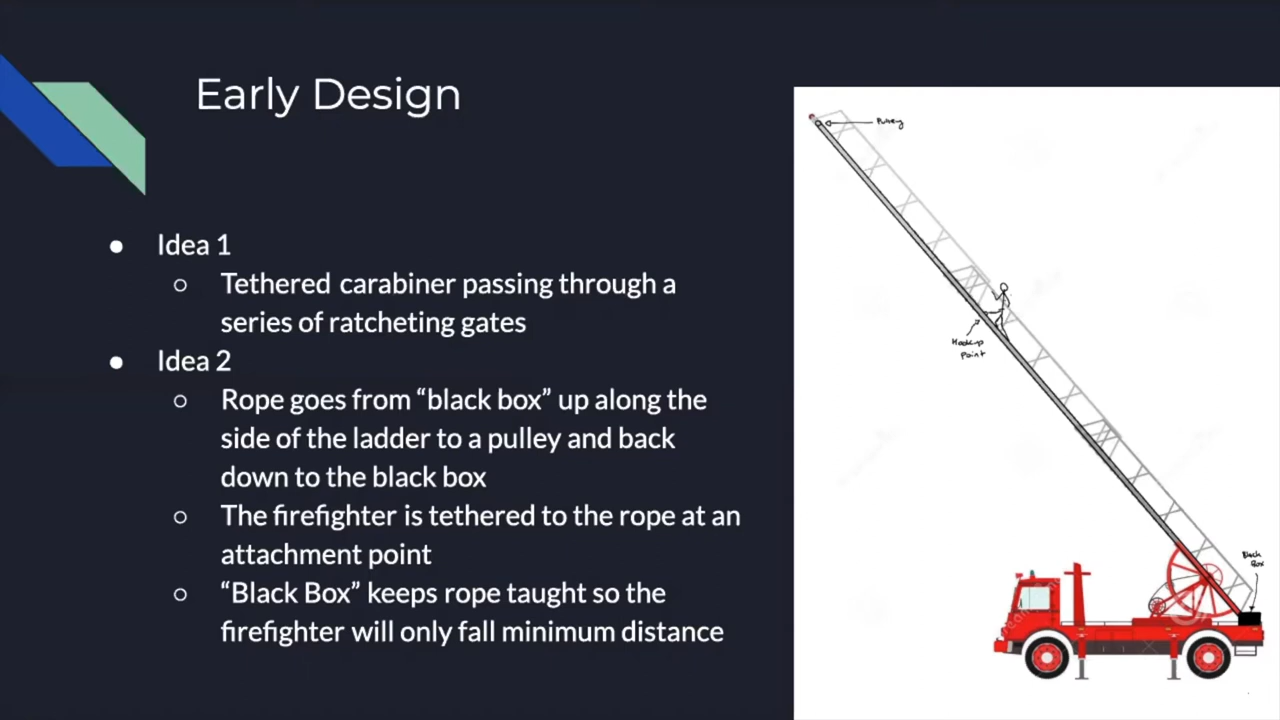 Early Design
● Idea 1
○ Tethered carabiner passing through a
series of ratcheting gates
● Idea 2
○ Rope goes from “black box” up along the
side of the ladder to a pulley and back
down to the black box
○ The firefighter is tethered to the rope at an
attachment point
○ “Black Box” keeps rope taught so the
firefighter will only fall minimum distance
Pulley
Hookup
Point
Black
Box